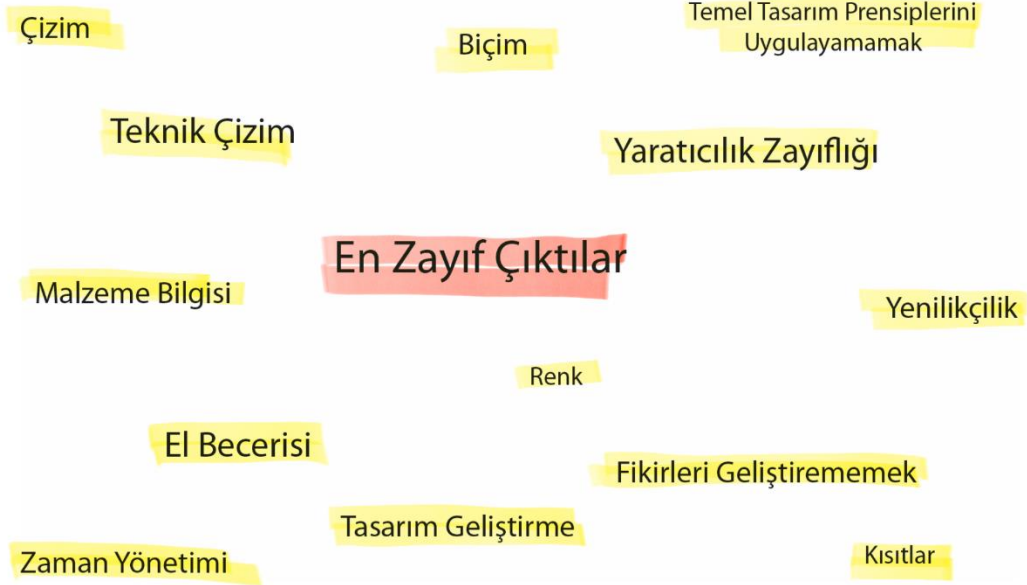 Çizim
Biçim
Temel Tasarım Prensiplerini
Uygulayamamak
Teknik Çizim
Yaratıcılık Zayıflığı
En Zayıf Çıktılar
Malzeme Bilgisi
Yenilikçilik
Renk
El Becerisi
Fikirleri Geliştirememek
Tasarım Geliştirme
Zaman Yönetimi
Kısıtlar